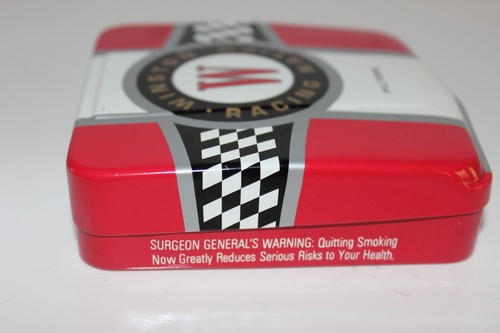 WINSTON
W
· RACING ·
SURGEON GENERAL'S WARNING: Quitting Smoking
Now Greatly Reduces Serious Risks to Your Health.